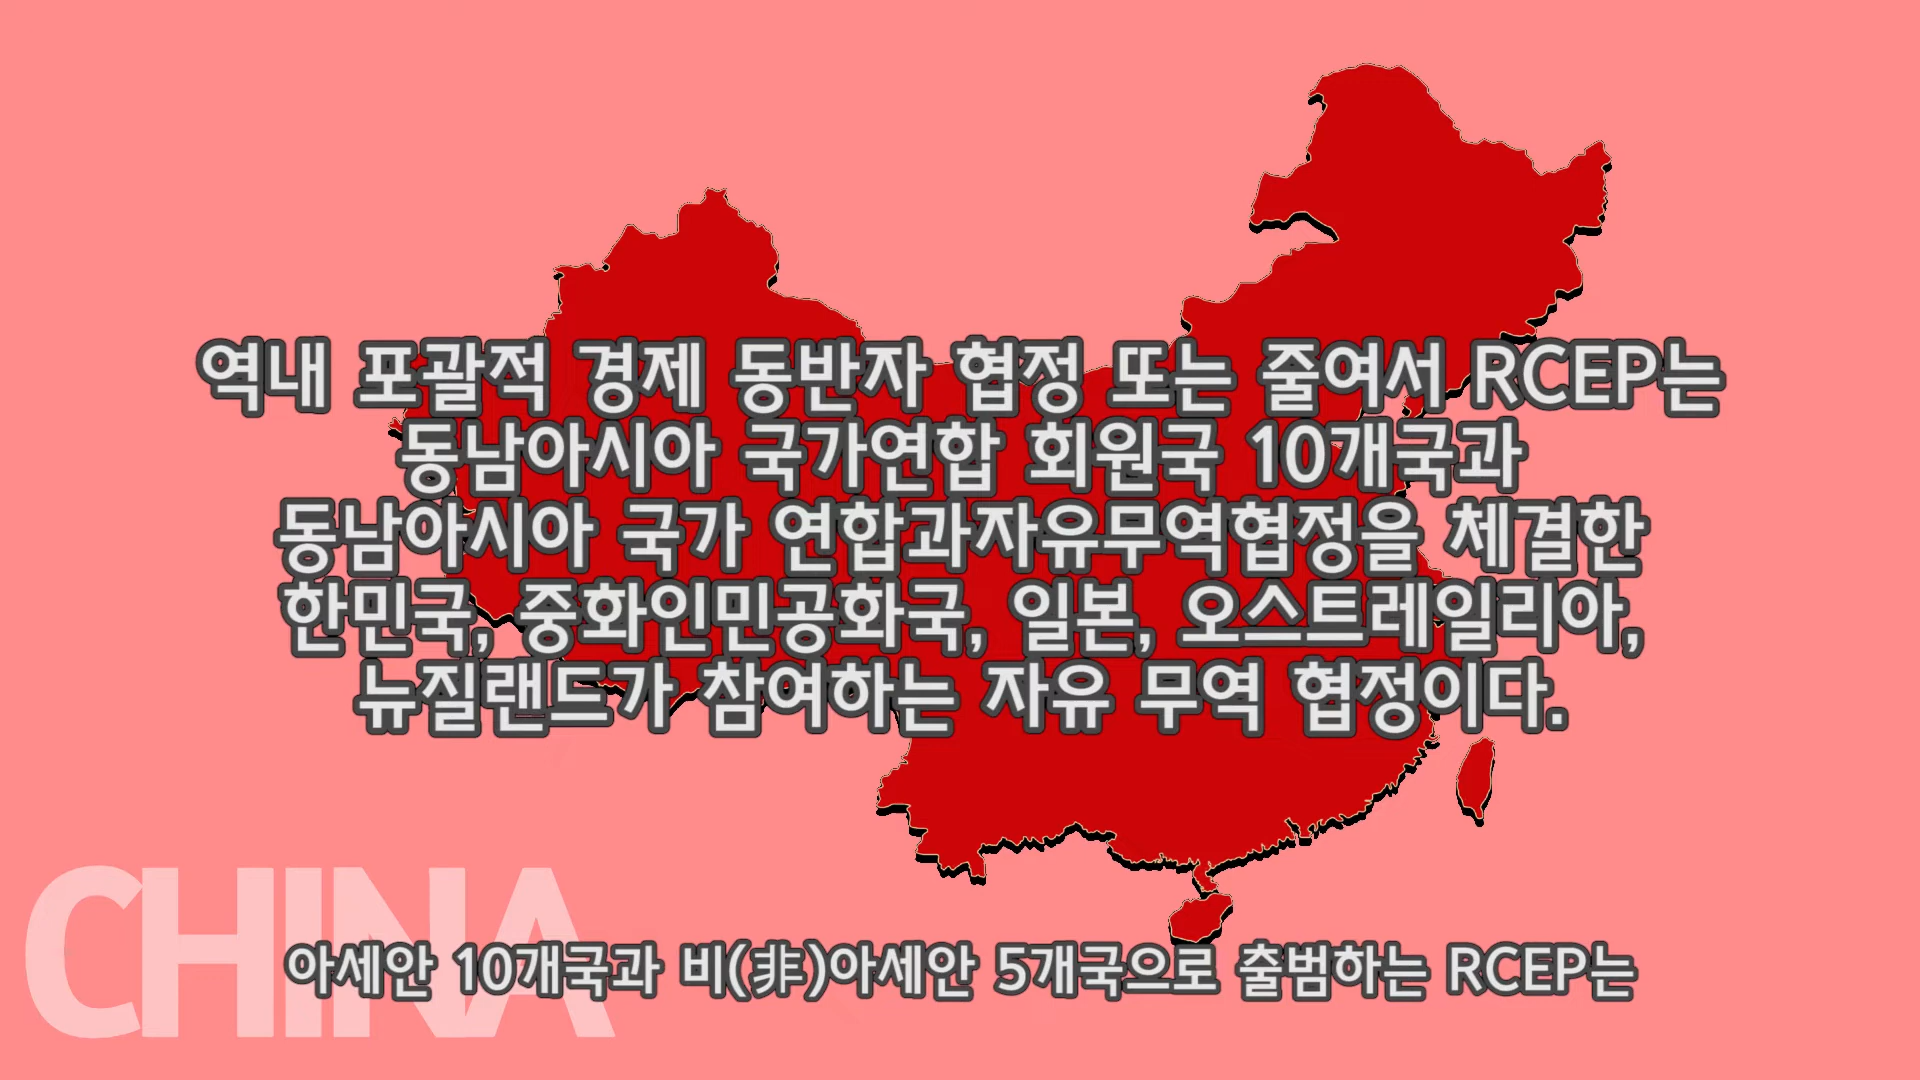 역내 포괄적 경제 동반자 협정 또는 줄여서 RCEP는
동남아시아 국가연합 회원국 10개국과
동남아시아 국가 연합과자유무역협정을 체결한
한민국, 중화인민공화국, 일본, 오스트레일리아,
뉴질랜드가 참여하는 자유 무역 협정이다.
CHINA
아세안 10개국과 비(非)아세안 5개국으로 출범하는 RCEP는